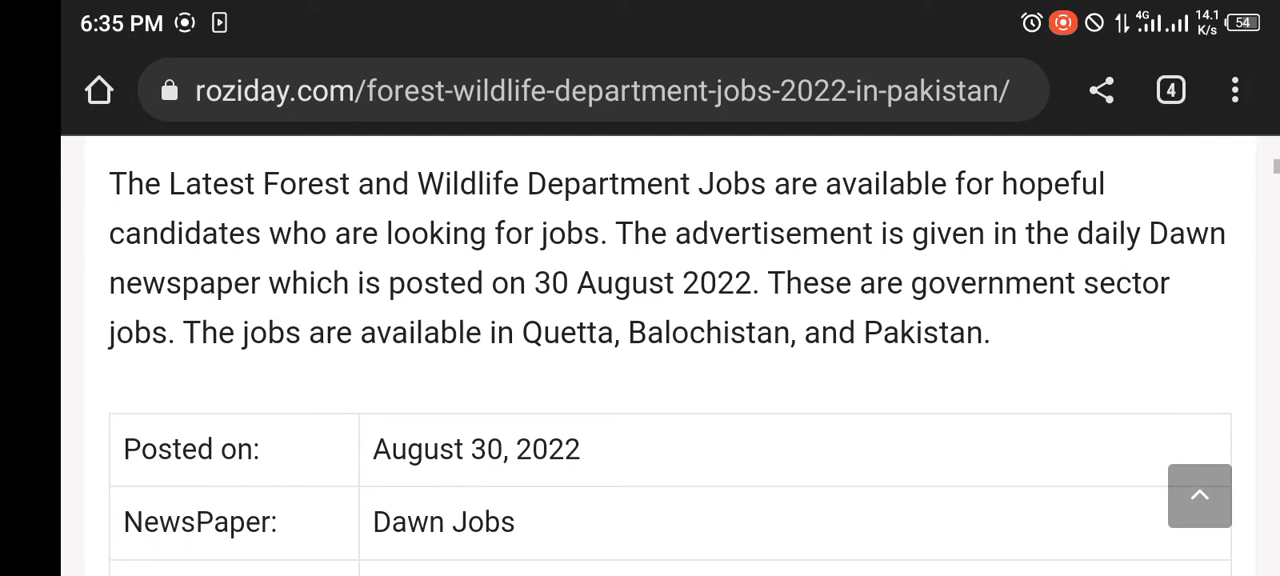 6:35 PM
4G 14.1 K/s 54
roziday.com/forest-wildlife-department-jobs-2022-in-pakistan/
4
The Latest Forest and Wildlife Department Jobs are available for hopeful
candidates who are looking for jobs. The advertisement is given in the daily Dawn
newspaper which is posted on 30 August 2022. These are government sector
jobs. The jobs are available in Quetta, Balochistan, and Pakistan.
Posted on: August 30, 2022
NewsPaper: Dawn Jobs